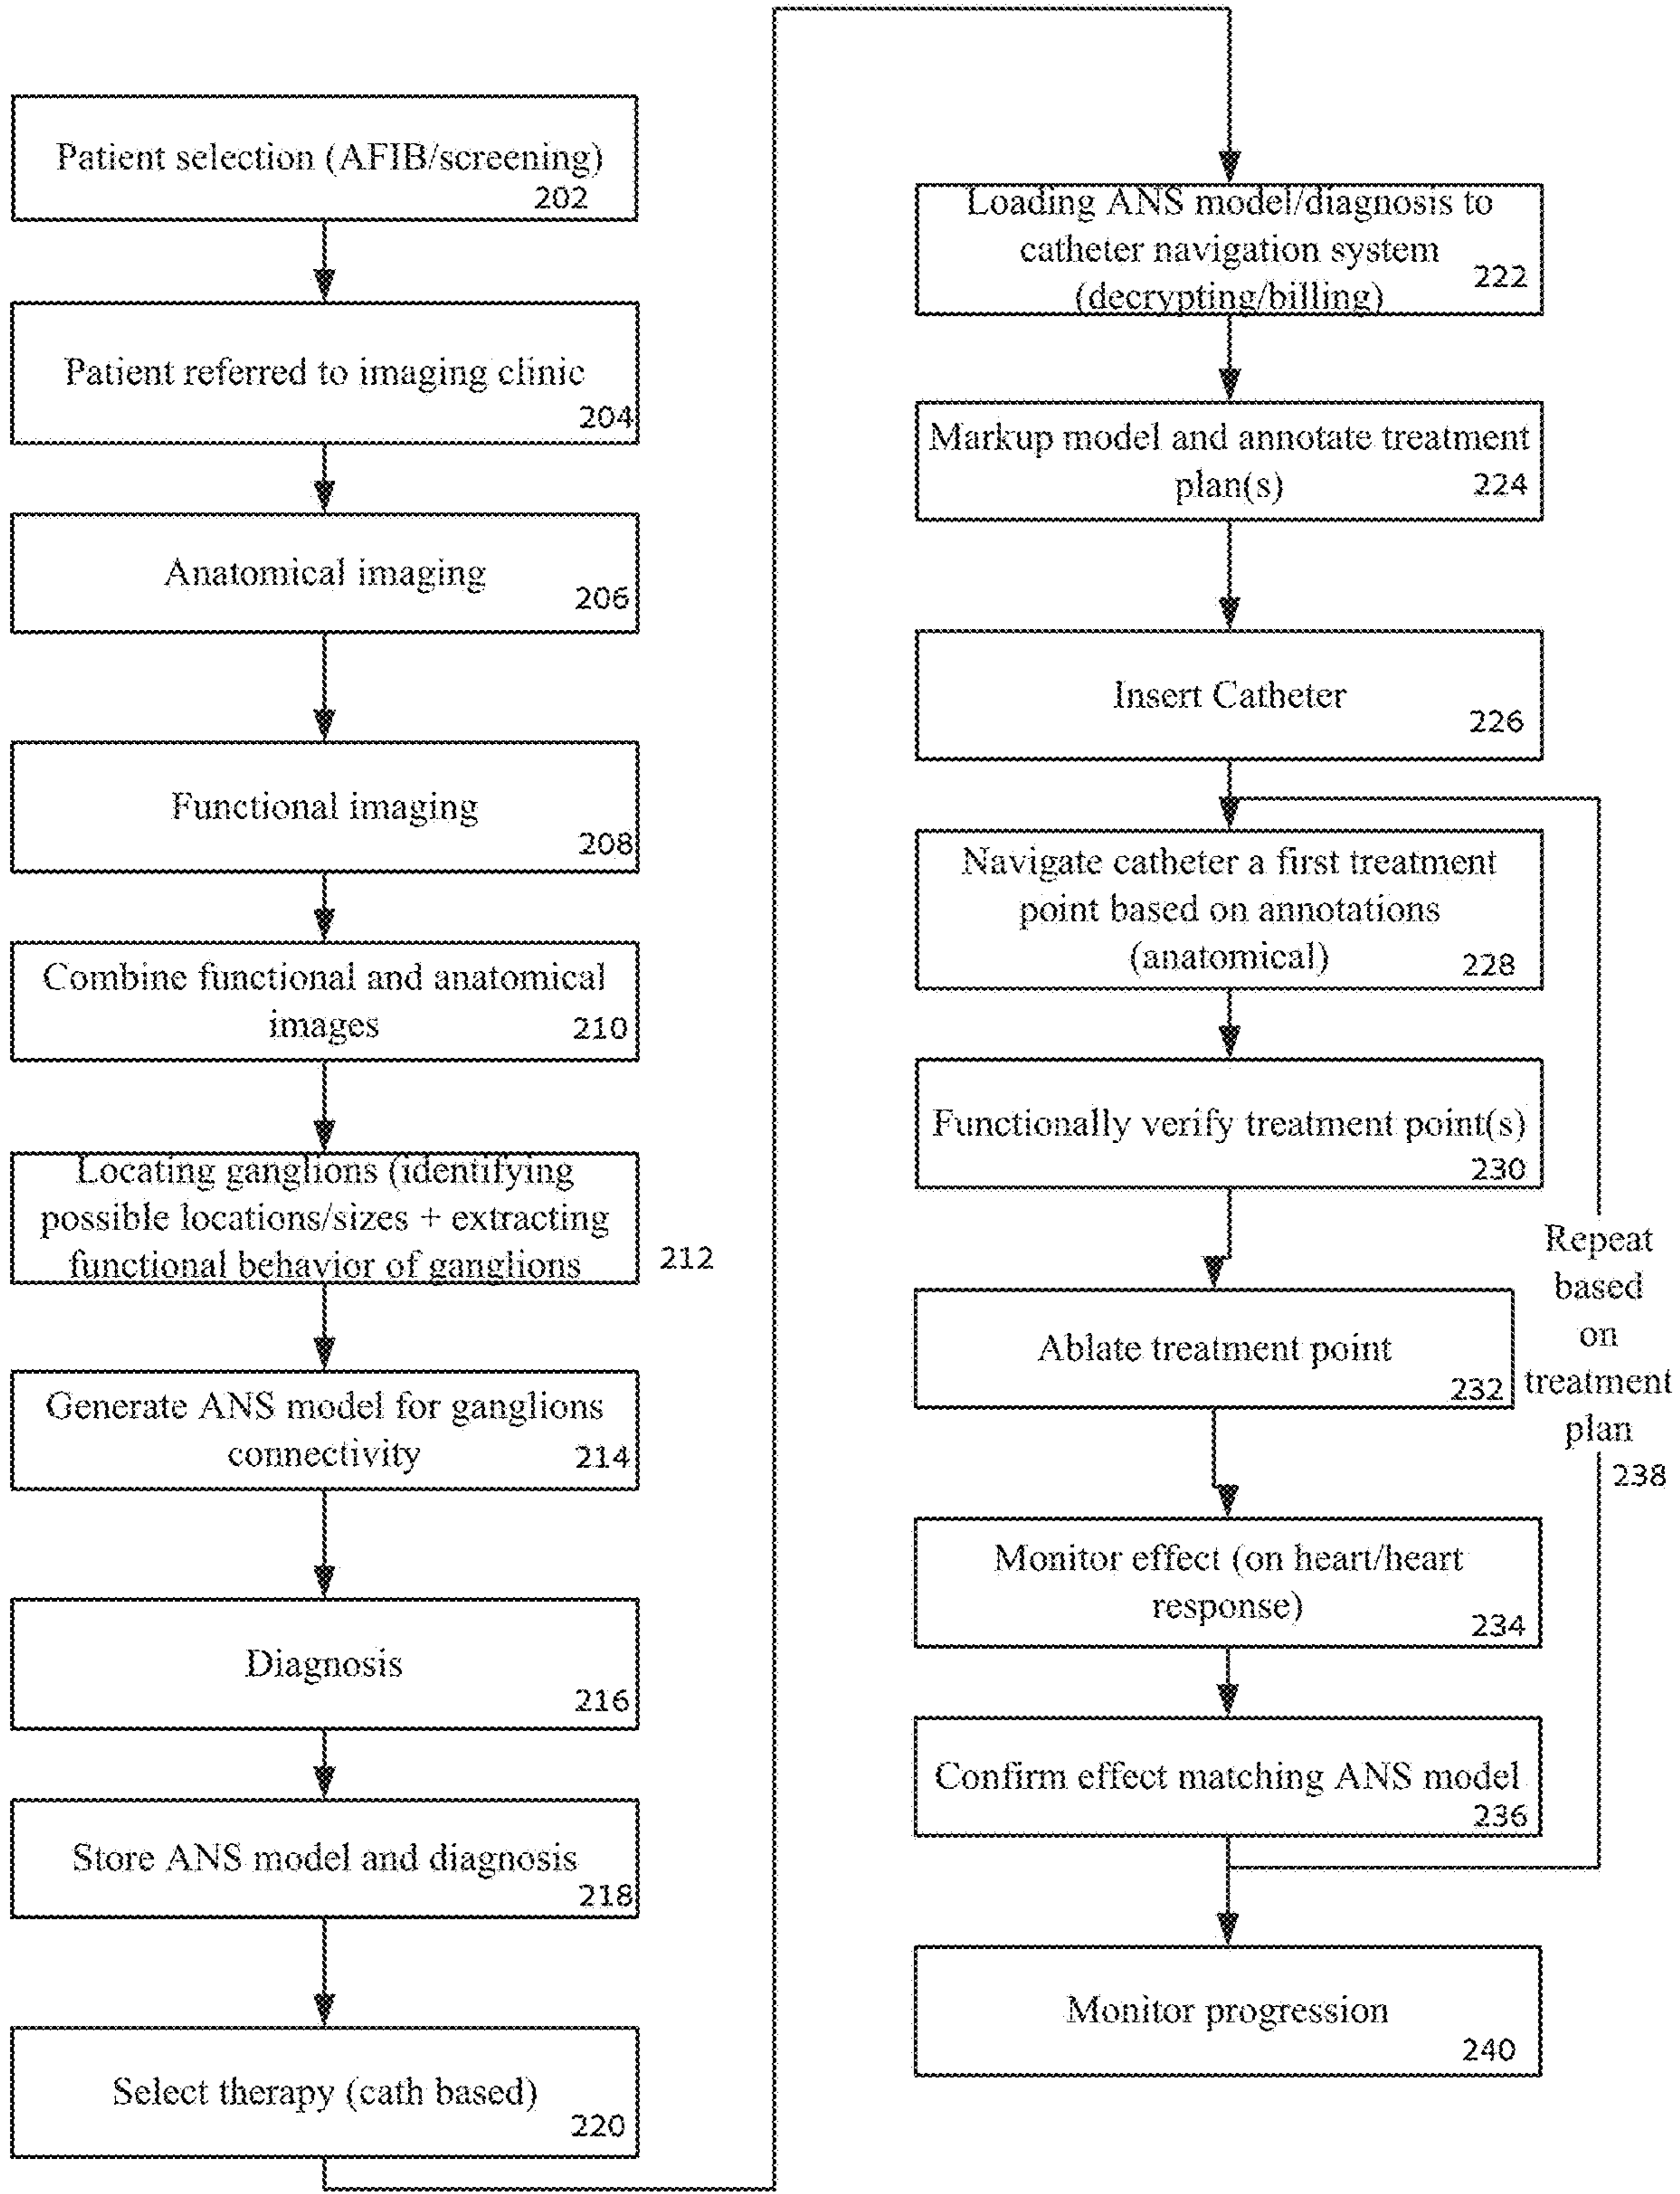 Patient selection (AFIB/screening)
202
Patient referred to imaging clinic
204
Anatomical imaging
206
Functional imaging
208
Combine functional and anatomical
images
210
Locating ganglions (identifying
possible locations/sizes + extracting
functional behavior of ganglions
212
Generate ANS model for ganglions
connectivity
214
Diagnosis
216
Store ANS model and diagnosis
218
Select therapy (cath based)
220
Loading ANS model/diagnosis to
catheter navigation system
(decrypting/billing)
222
Markup model and annotate treatment
plan(s)
224
Insert Catheter
226
Navigate catheter a first treatment
point based on annotations
(anatomical)
228
Functionally verify treatment point(s)
230
Ablate treatment point
232
Monitor effect (on heart/heart
response)
234
Confirm effect matching ANS model
236
Repeat
based
on
treatment
plan
238
Monitor progression
240